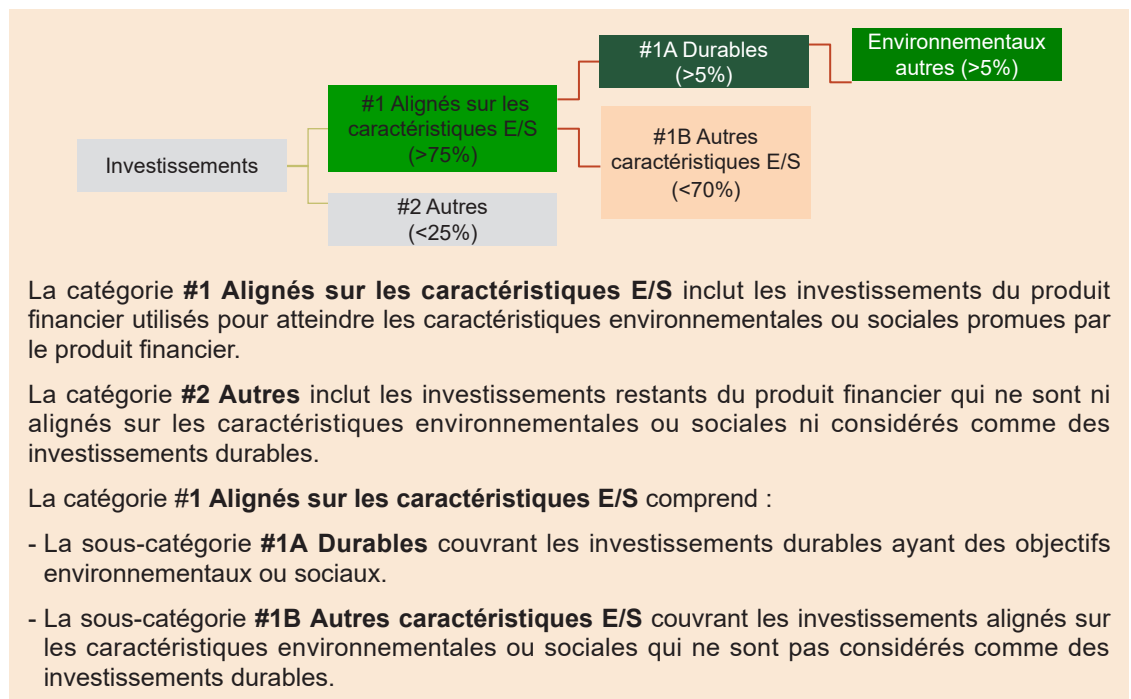 #1A Durables
(>5%)
Environnementaux
autres (>5%)
#1 Alignés sur les
caractéristiques E/S
(>75%)
#1B Autres
caractéristiques E/S
(<70%)
Investissements
#2 Autres
(<25%)
La catégorie #1 Alignés sur les caractéristiques E/S inclut les investissements du produit
financier utilisés pour atteindre les caractéristiques environnementales ou sociales promues par
le produit financier.
La catégorie #2 Autres inclut les investissements restants du produit financier qui ne sont ni
alignés sur les caractéristiques environnementales ou sociales ni considérés comme des
investissements durables.
La catégorie #1 Alignés sur les caractéristiques E/S comprend :
- La sous-catégorie #1A Durables couvrant les investissements durables ayant des objectifs
environnementaux ou sociaux.
- La sous-catégorie #1B Autres caractéristiques E/S couvrant les investissements alignés sur
les caractéristiques environnementales ou sociales qui ne sont pas considérés comme des
investissements durables.